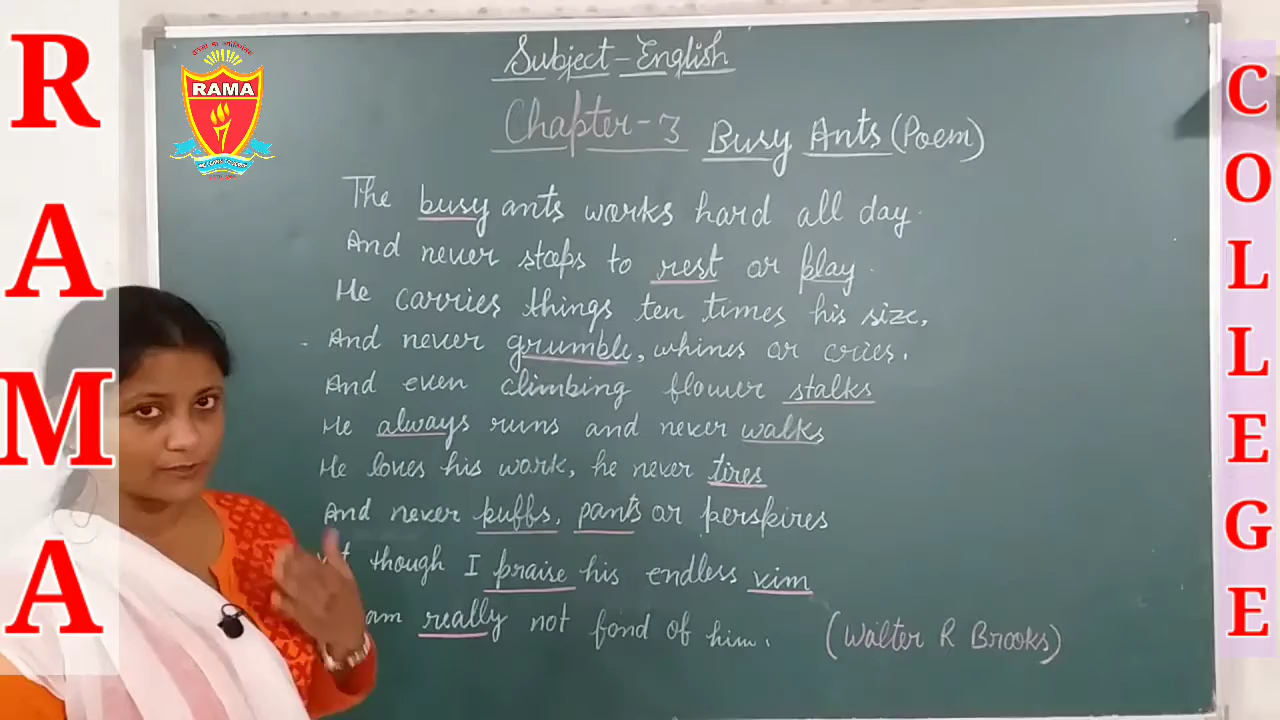 RAMA
COLLEGE
RAMA
Subject - English
Chapter - 3 Busy Ants (Poem)
The busy ants works hard all day.
And never stops to rest or play.
He carries things ten times his size,
And never grumble, whines or cries.
And even climbing flower stalks
He always runs and never walks
He loves his work, he never tires
And never puffs, pants or perspires
though I praise his endless vim
am really not fond of him.
(Walter R Brooks)